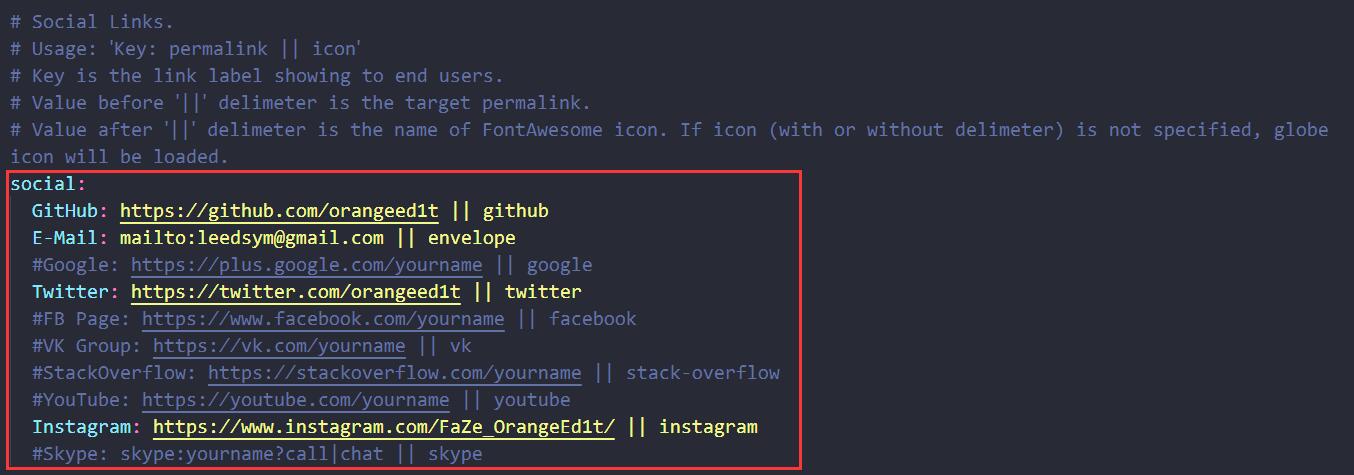 # Social Links.
# Usage: 'Key: permalink || icon'
# Key is the link label showing to end users.
# Value before '||' delimeter is the target permalink.
# Value after '||' delimeter is the name of FontAwesome icon. If icon (with or without delimeter) is not specified, globe
icon will be loaded.
social:
GitHub: https://github.com/orangeed1t || github
E-Mail: mailto:leedsym@gmail.com || envelope
#Google: https://plus.google.com/yourname || google
Twitter: https://twitter.com/orangeed1t || twitter
#FB Page: https://www.facebook.com/yourname || facebook
#VK Group: https://vk.com/yourname || vk
#StackOverflow: https://stackoverflow.com/yourname || stack-overflow
#YouTube: https://youtube.com/yourname || youtube
Instagram: https://www.instagram.com/FaZe_OrangeEd1t/ || instagram
#Skype: skype:yourname?call|chat || skype